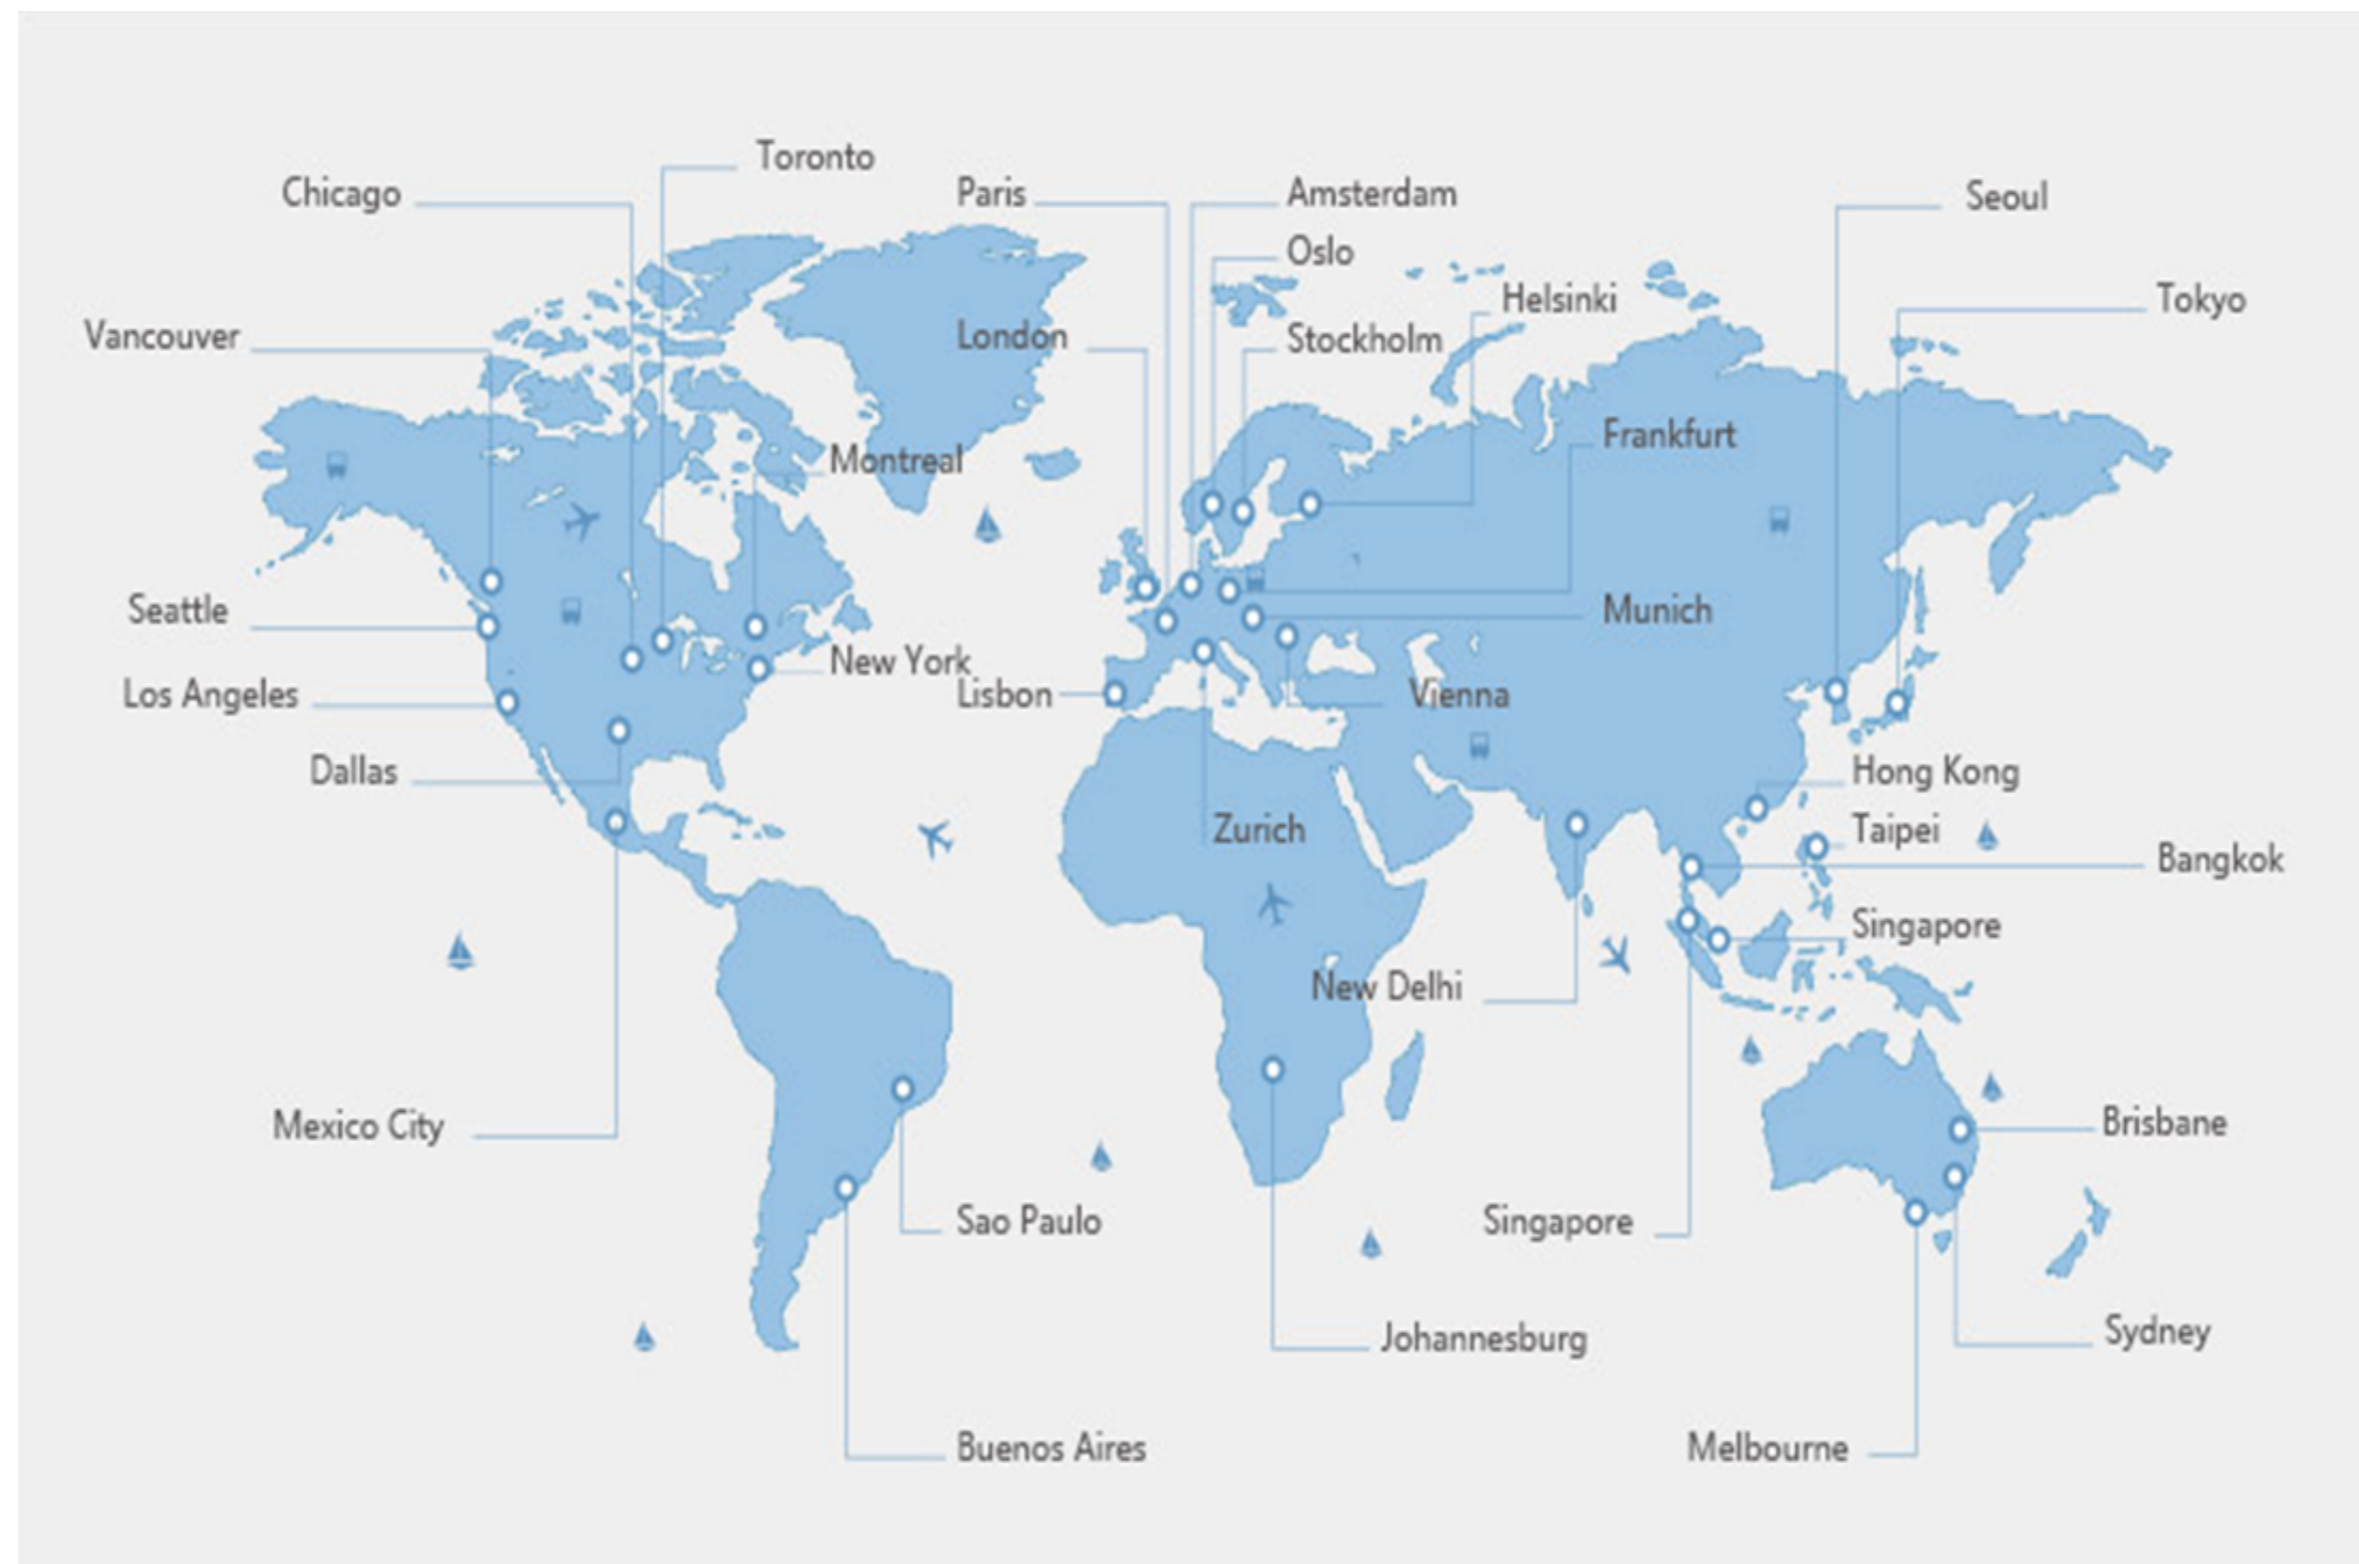 Toronto
Chicago
Paris
Amsterdam
Seoul
Oslo
Helsinki
Tokyo
Vancouver
London
Stockholm
Frankfurt
Montreal
Seattle
Munich
New York
Los Angeles
Lisbon
Vienna
Dallas
Hong Kong
Zurich
Taipei
Bangkok
Singapore
New Delhi
Mexico City
Brisbane
Sao Paulo
Singapore
Johannesburg
Sydney
Buenos Aires
Melbourne